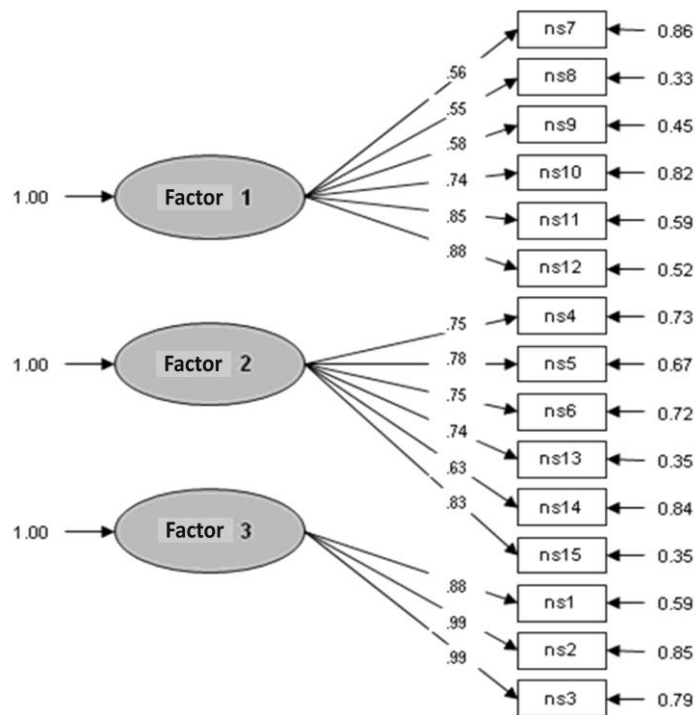 ns7 0.86
.56
ns8 0.33
.55
ns9 0.45
.58
ns10 0.82
.74
1.00 Factor 1
.85
ns11 0.59
.88
ns12 0.52
ns4 0.73
.75
1.00 Factor 2
.78
ns5 0.67
.75
ns6 0.72
.74
ns13 0.35
.63
ns14 0.84
.83
1.00 Factor 3
ns15 0.35
.88
ns1 0.59
.99
ns2 0.85
.99
ns3 0.79